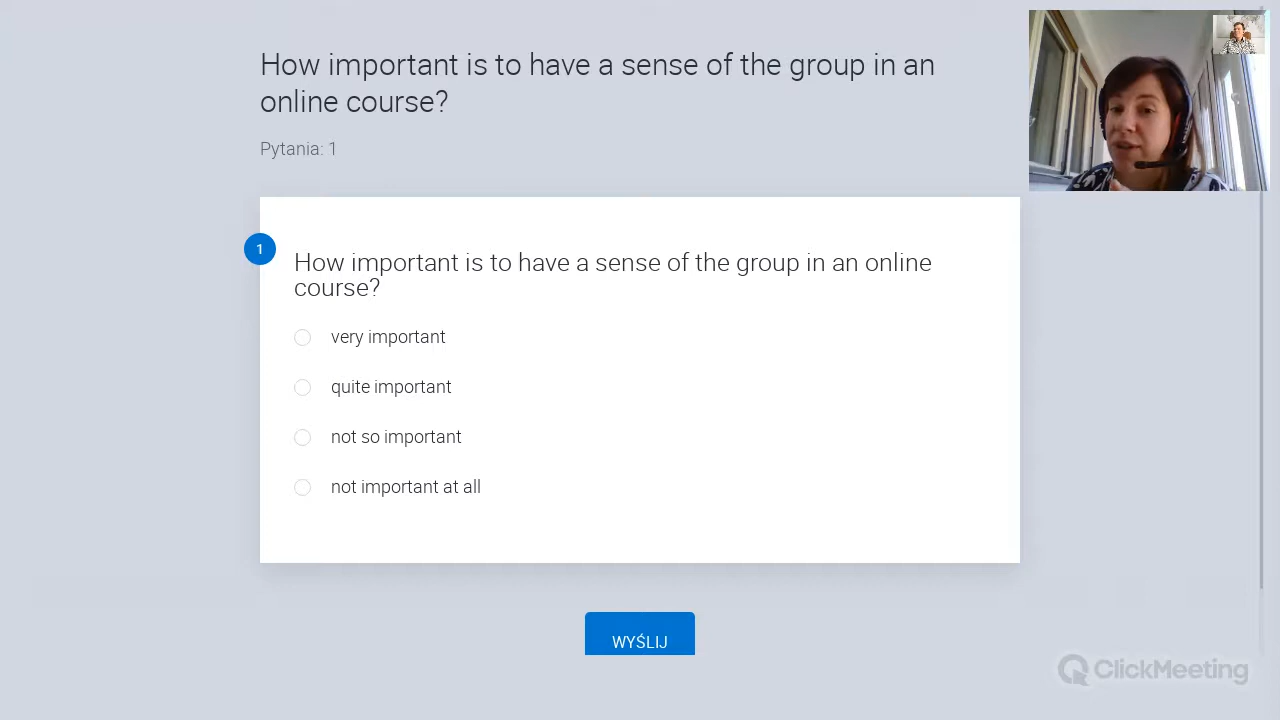 How important is to have a sense of the group in an
online course?
Pytania: 1
1
How important is to have a sense of the group in an online
course?
very important
quite important
not so important
not important at all
WYŚLIJ
ClickMeeting